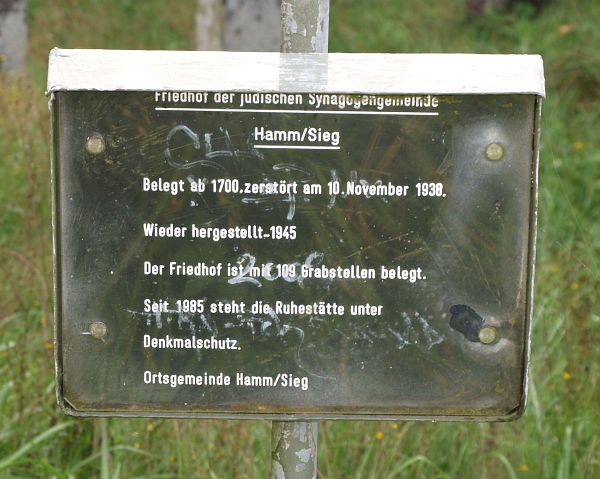 Friedhof der jüdischen Synagogengemeinde
Hamm/Sieg
Belegt ab 1700,zerstört am 10.November 1938.
Wieder hergestellt-1945
Der Friedhof ist mit 109 Grabstellen belegt.
Seit 1985 steht die Ruhestätte unter
Denkmalschutz.
Ortsgemeinde Hamm/Sieg